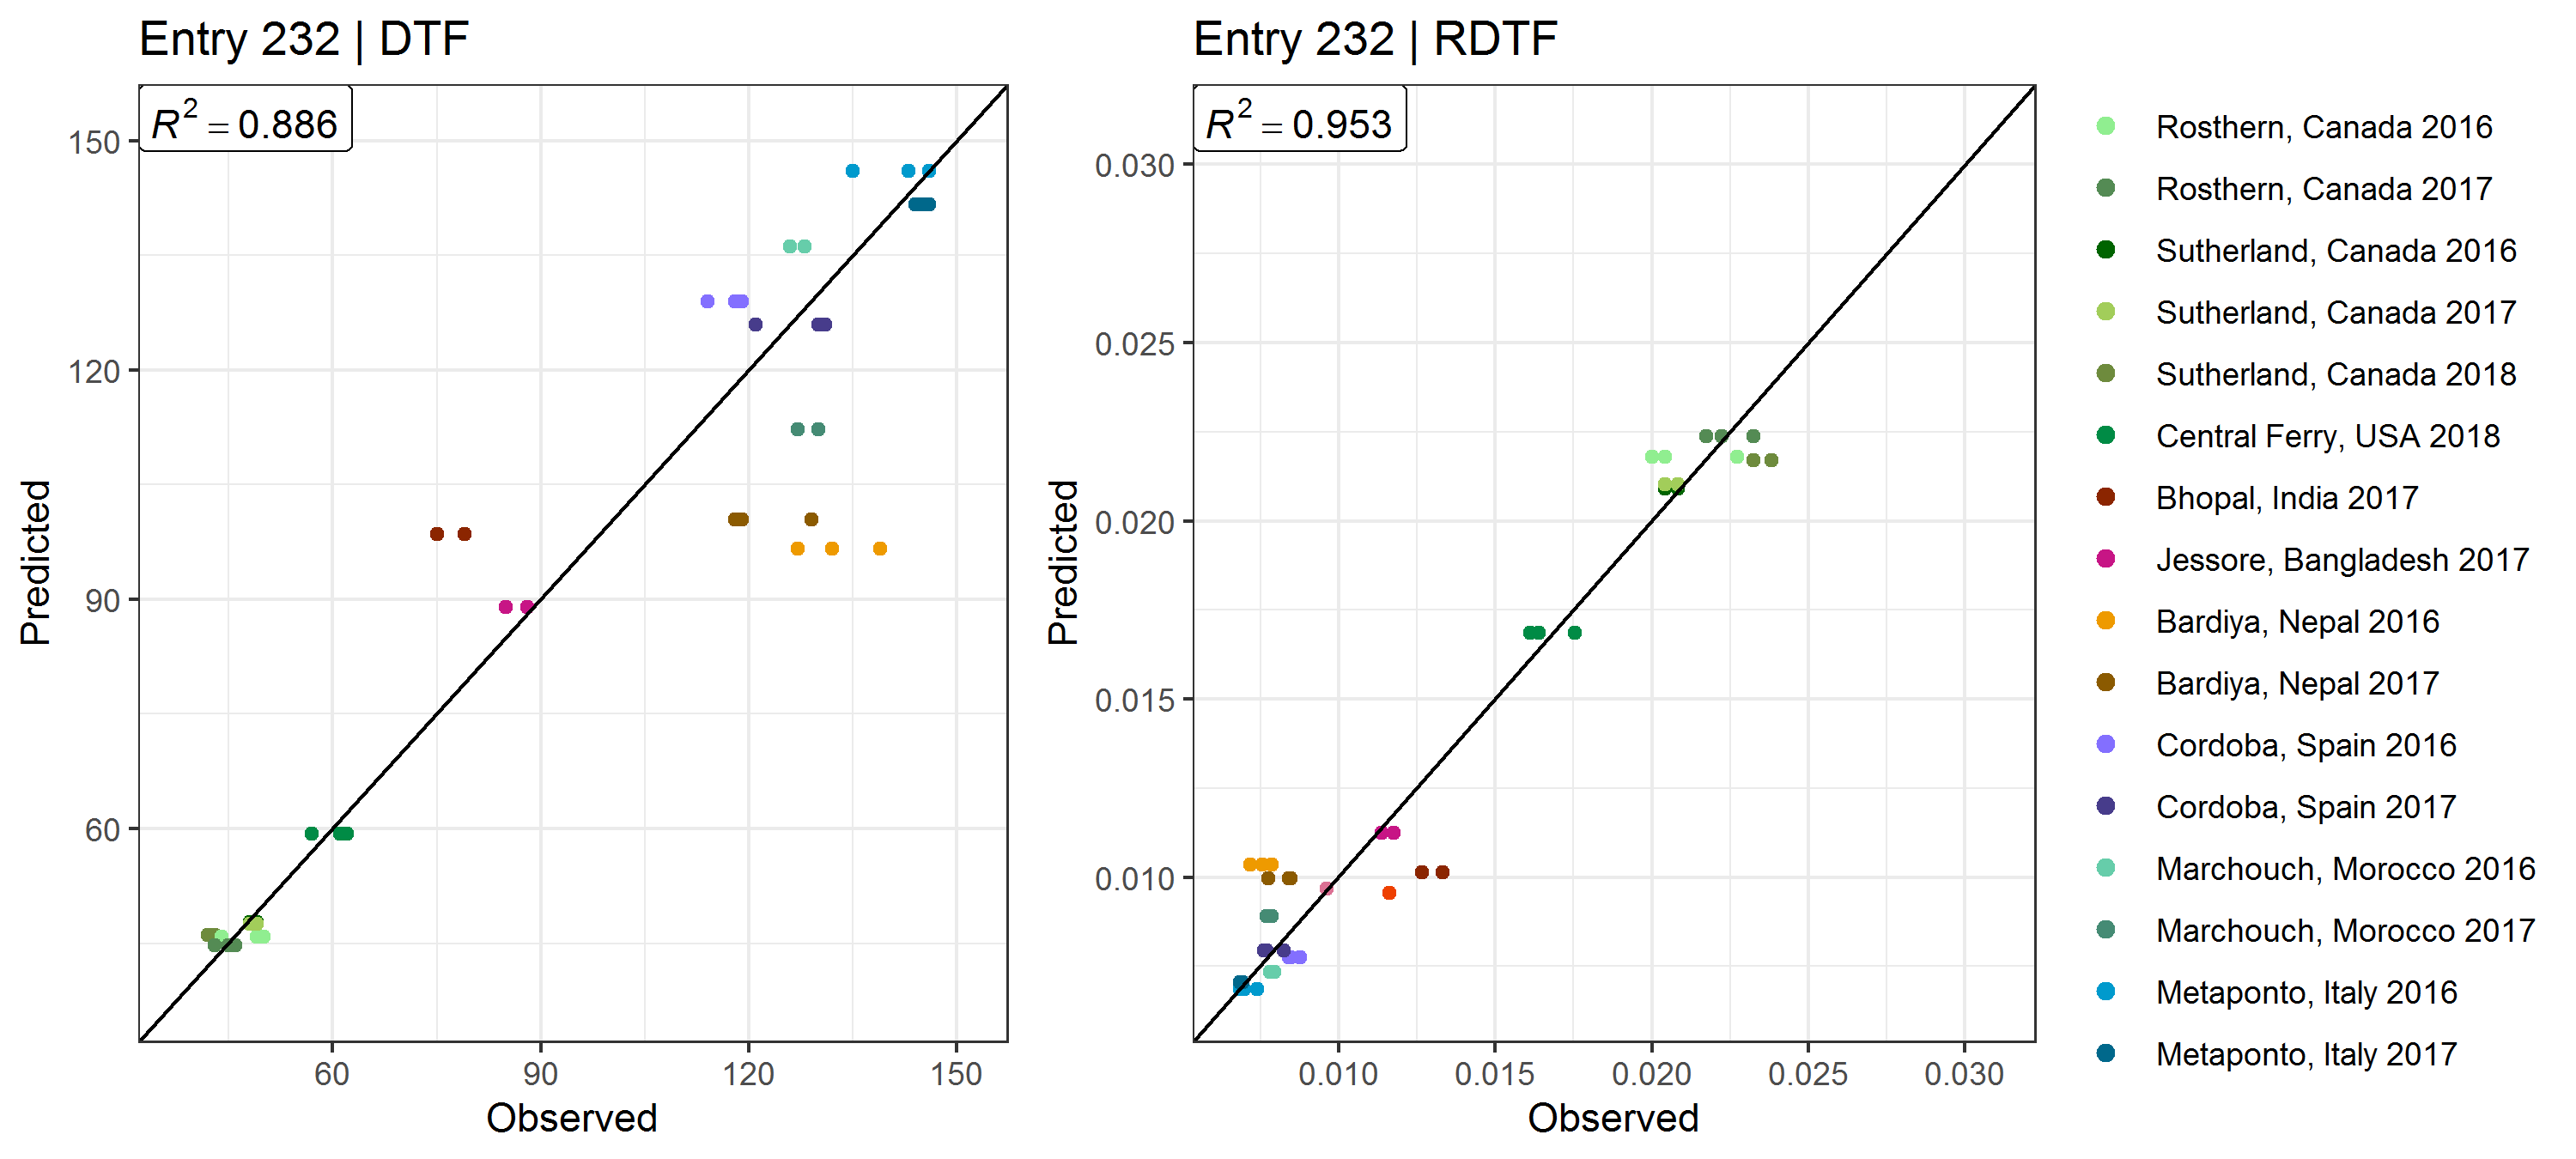 Entry 232 | DTF
R² = 0.886
150
120
90
60
Predicted
60 90 120 150
Observed
Entry 232 | RDTF
R² = 0.953
0.030
0.025
0.020
0.015
0.010
Predicted
0.010 0.015 0.020 0.025 0.030
Observed
Rosthern, Canada 2016
Rosthern, Canada 2017
Sutherland, Canada 2016
Sutherland, Canada 2017
Sutherland, Canada 2018
Central Ferry, USA 2018
Bhopal, India 2017
Jessore, Bangladesh 2017
Bardiya, Nepal 2016
Bardiya, Nepal 2017
Cordoba, Spain 2016
Cordoba, Spain 2017
Marchouch, Morocco 2016
Marchouch, Morocco 2017
Metaponto, Italy 2016
Metaponto, Italy 2017